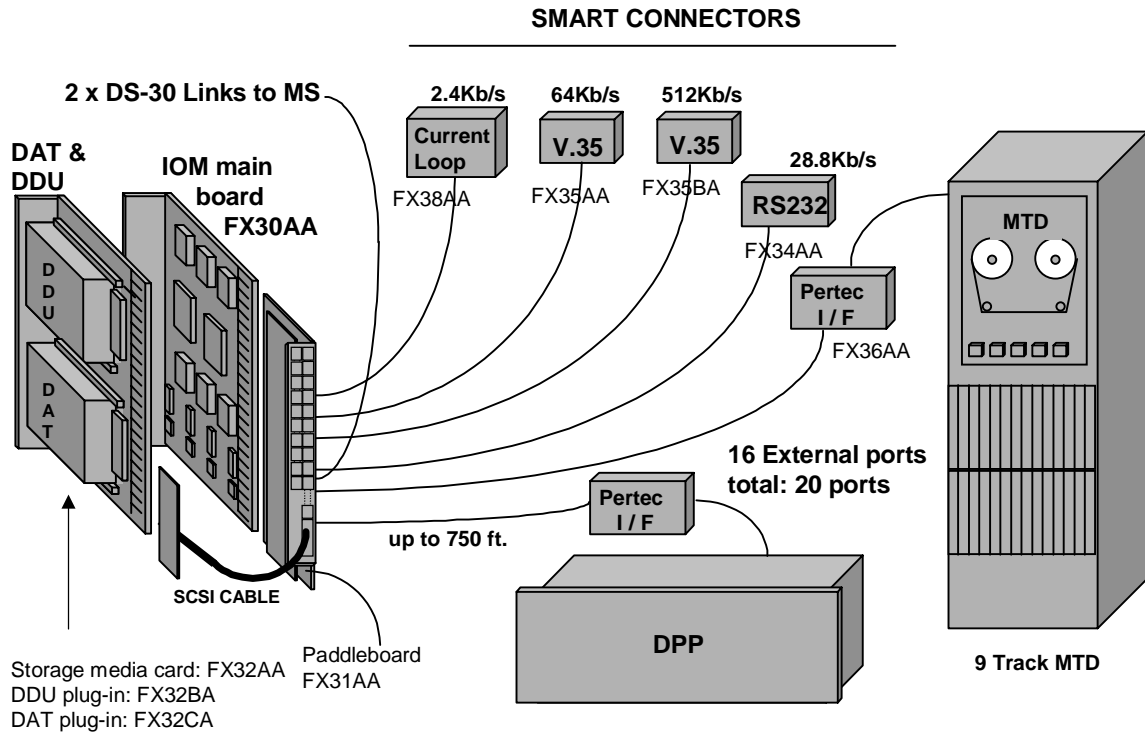 SMART CONNECTORS
2 x DS-30 Links to MS
2.4Kb/s
64Kb/s
512Kb/s
28.8Kb/s
Current
Loop
V.35
V.35
RS232
FX38AA
FX35AA
FX35BA
FX34AA
DAT &
DDU
IOM main
board
FX30AA
D
D
U
D
A
T
Pertec
I / F
FX36AA
MTD
16 External ports
total: 20 ports
Pertec
I / F
up to 750 ft.
SCSI CABLE
DPP
9 Track MTD
Paddleboard
FX31AA
Storage media card: FX32AA
DDU plug-in: FX32BA
DAT plug-in: FX32CA